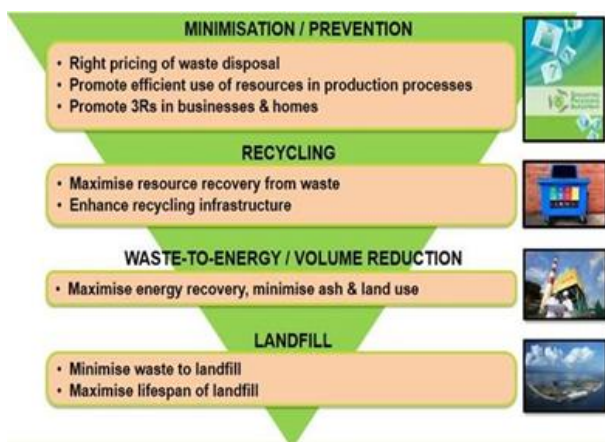 MINIMISATION / PREVENTION
• Right pricing of waste disposal
• Promote efficient use of resources in production processes
• Promote 3Rs in businesses & homes
RECYCLING
• Maximise resource recovery from waste
• Enhance recycling infrastructure
WASTE-TO-ENERGY / VOLUME REDUCTION
• Maximise energy recovery, minimise ash & land use
LANDFILL
• Minimise waste to landfill
• Maximise lifespan of landfill